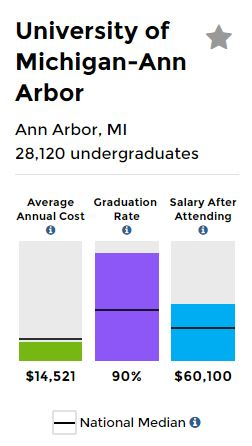 University of
Michigan-Ann
Arbor
Ann Arbor, MI
28,120 undergraduates
Average Graduation Salary After
Annual Cost Rate Attending
$14,521 90% $60,100
National Median